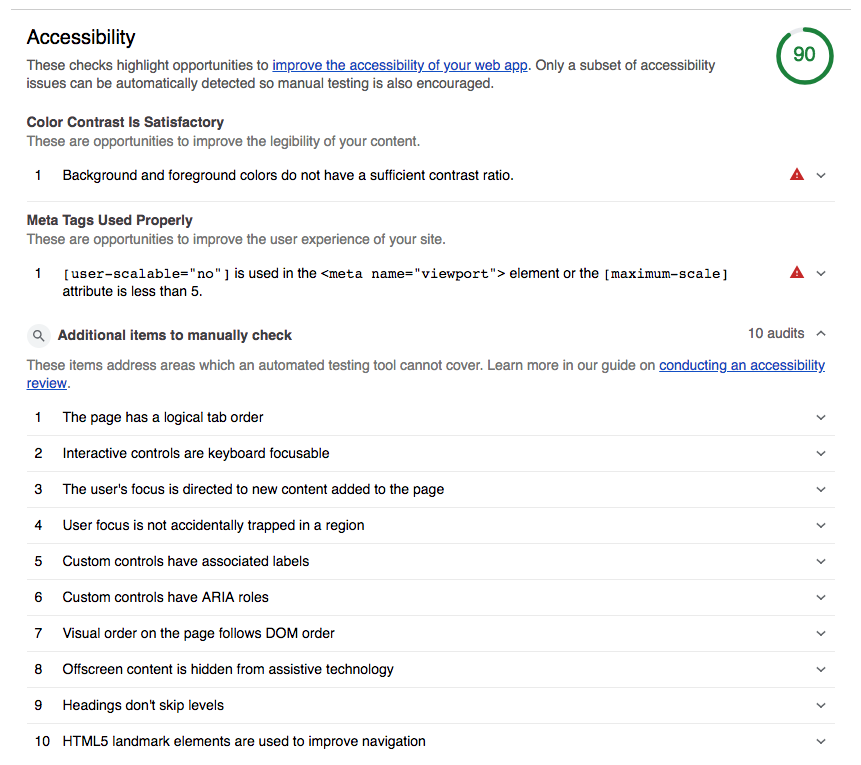 Accessibility
90
These checks highlight opportunities to improve the accessibility of your web app. Only a subset of accessibility
issues can be automatically detected so manual testing is also encouraged.
Color Contrast Is Satisfactory
These are opportunities to improve the legibility of your content.
1 Background and foreground colors do not have a sufficient contrast ratio.
Meta Tags Used Properly
These are opportunities to improve the user experience of your site.
1 [user-scalable="no"] is used in the <meta name="viewport"> element or the [maximum-scale]
attribute is less than 5.
Additional items to manually check 10 audits
These items address areas which an automated testing tool cannot cover. Learn more in our guide on conducting an accessibility
review.
1 The page has a logical tab order
2 Interactive controls are keyboard focusable
3 The user's focus is directed to new content added to the page
4 User focus is not accidentally trapped in a region
5 Custom controls have associated labels
6 Custom controls have ARIA roles
7 Visual order on the page follows DOM order
8 Offscreen content is hidden from assistive technology
9 Headings don't skip levels
10 HTML5 landmark elements are used to improve navigation